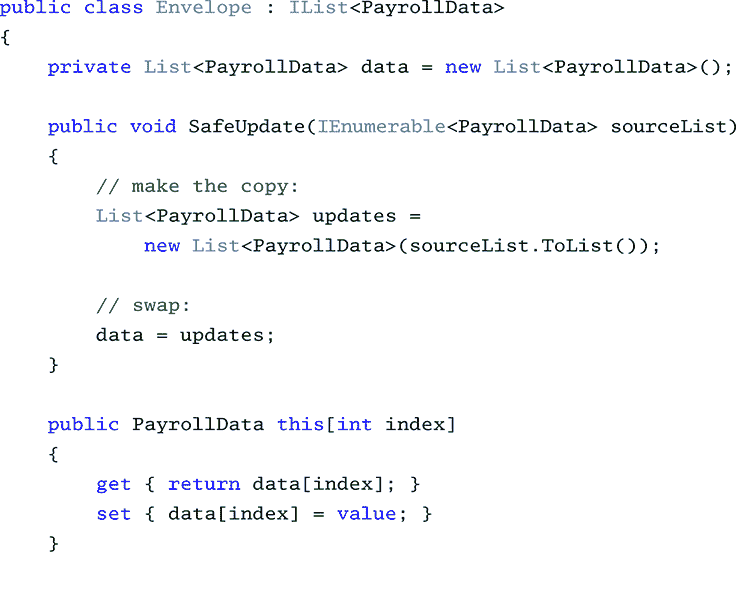 public class Envelope : IList<PayrollData>
{
    private List<PayrollData> data = new List<PayrollData>();
    public void SafeUpdate(IEnumerable<PayrollData> sourceList)
    {
        // make the copy:
        List<PayrollData> updates =
            new List<PayrollData>(sourceList.ToList());
        // swap:
        data = updates;
    }
    public PayrollData this[int index]
    {
        get { return data[index]; }
        set { data[index] = value; }
    }